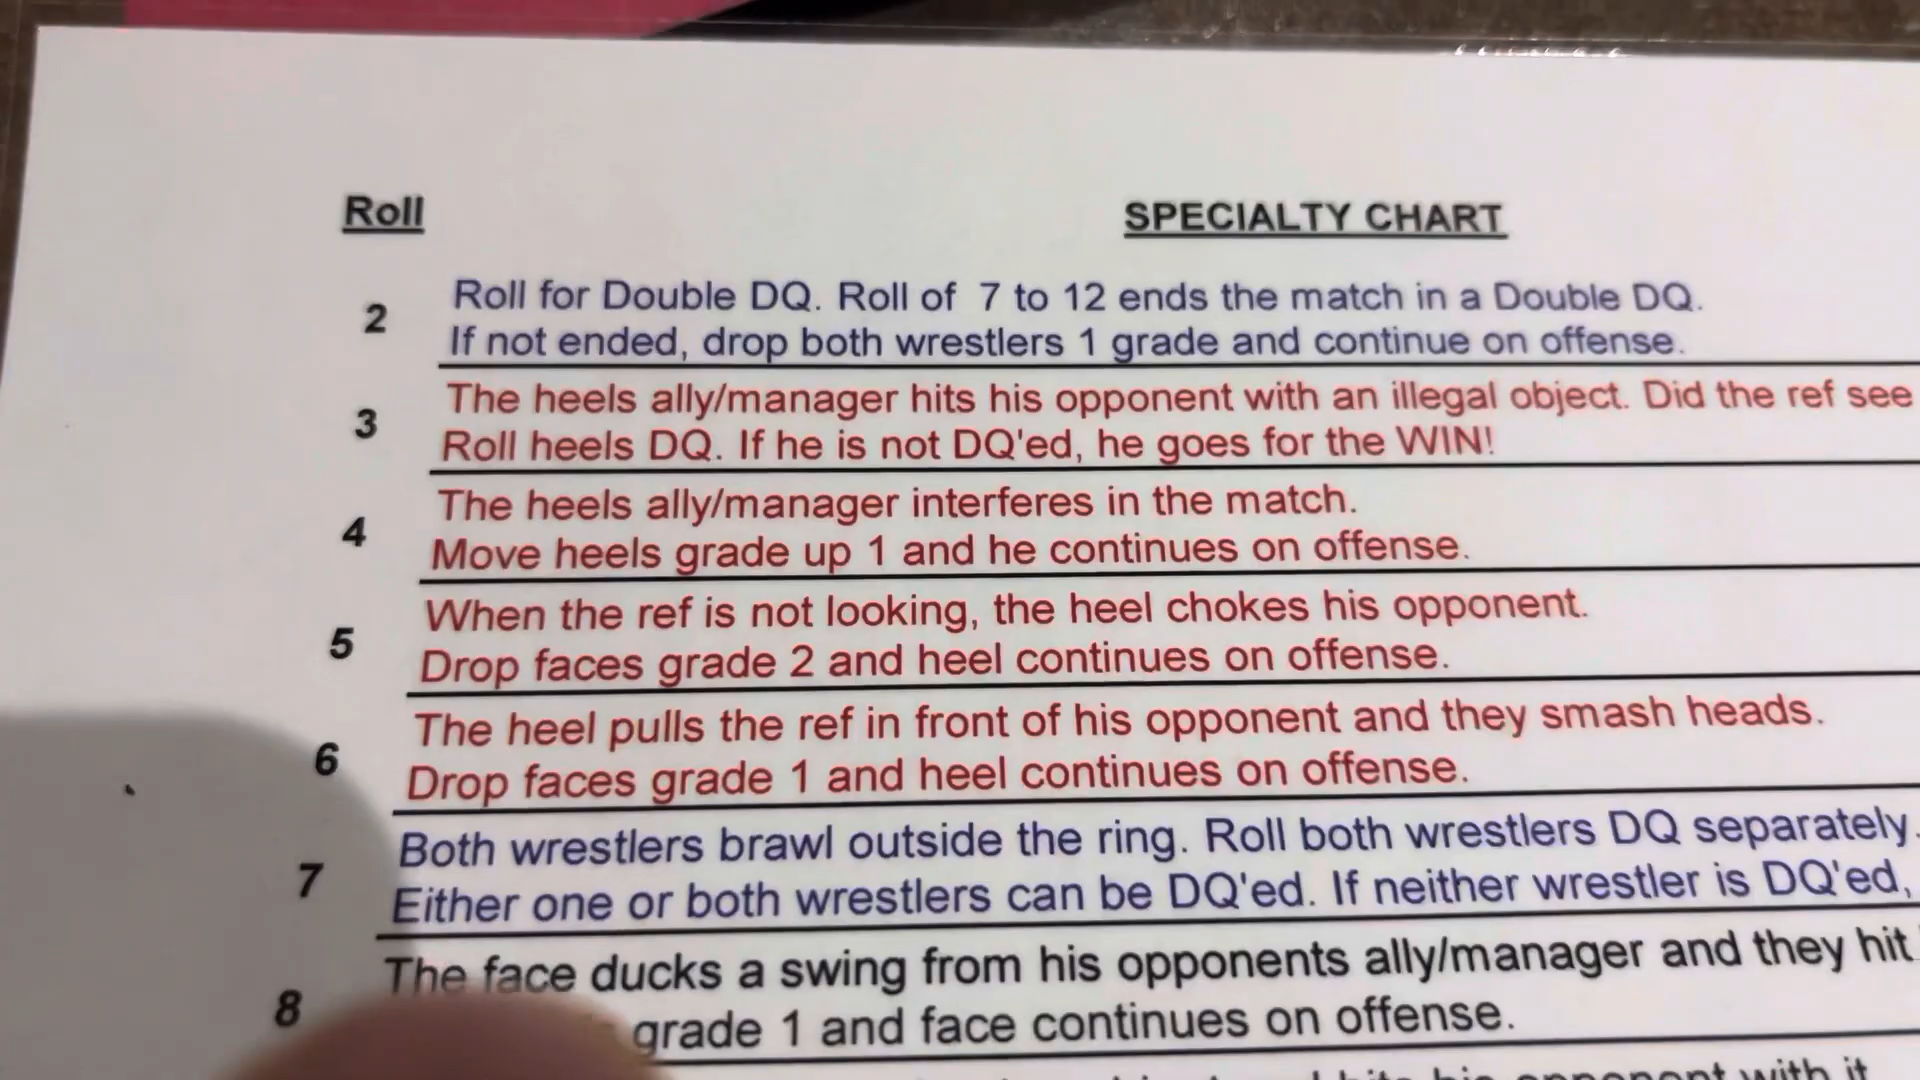 Roll SPECIALTY CHART
2 Roll for Double DQ. Roll of 7 to 12 ends the match in a Double DQ.
If not ended, drop both wrestlers 1 grade and continue on offense.
3 The heels ally/manager hits his opponent with an illegal object. Did the ref see
Roll heels DQ. If he is not DQ'ed, he goes for the WIN!
4 The heels ally/manager interferes in the match.
Move heels grade up 1 and he continues on offense.
5 When the ref is not looking, the heel chokes his opponent.
Drop faces grade 2 and heel continues on offense.
6 The heel pulls the ref in front of his opponent and they smash heads.
Drop faces grade 1 and heel continues on offense.
7 Both wrestlers brawl outside the ring. Roll both wrestlers DQ separately.
Either one or both wrestlers can be DQ'ed. If neither wrestler is DQ'ed,
8 The face ducks a swing from his opponents ally/manager and they hit
grade 1 and face continues on offense.
hits his opponent with it